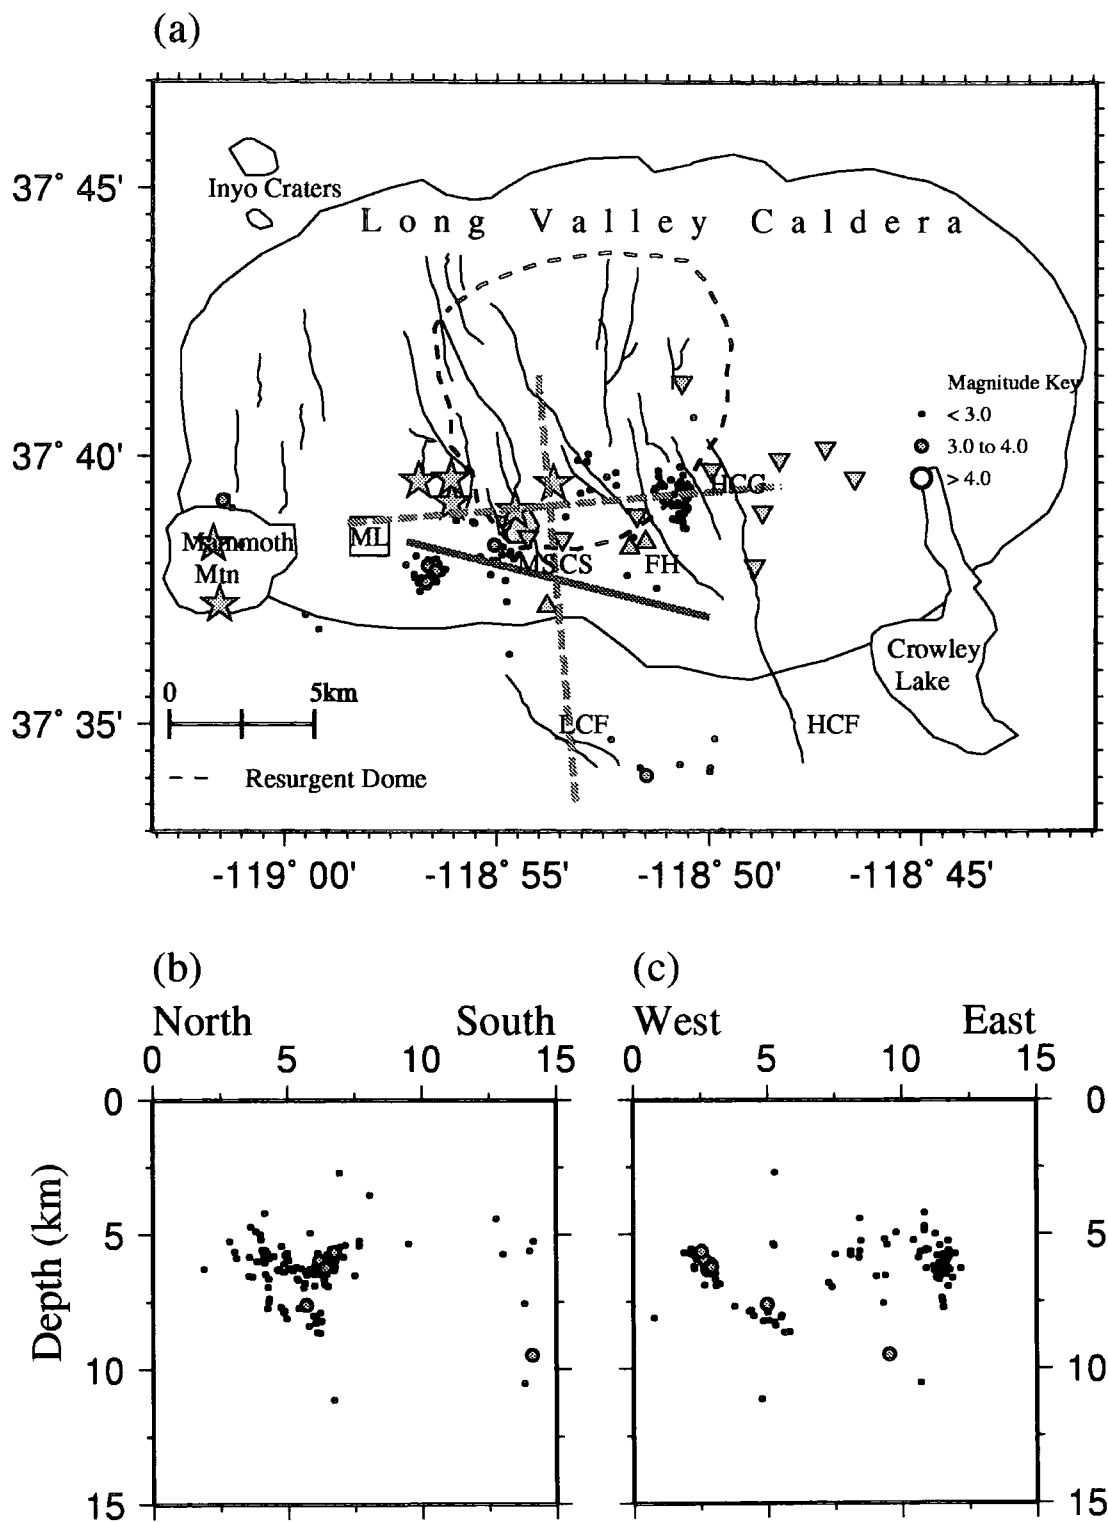 (a)
37° 45'
37° 40'
37° 35'
Inyo Craters
Long Valley Caldera
Magnitude Key
< 3.0
3.0 to 4.0
> 4.0
HCG
ML
Mammoth
Mtn
MS CS
FH
Crowley
Lake
0 5km
LCF
HCF
Resurgent Dome
-119° 00' -118° 55' -118° 50' -118° 45'
(b)
North South
0 5 10 15
0
5
10
15
Depth (km)
(c)
West East
0 5 10 15
0
5
10
15